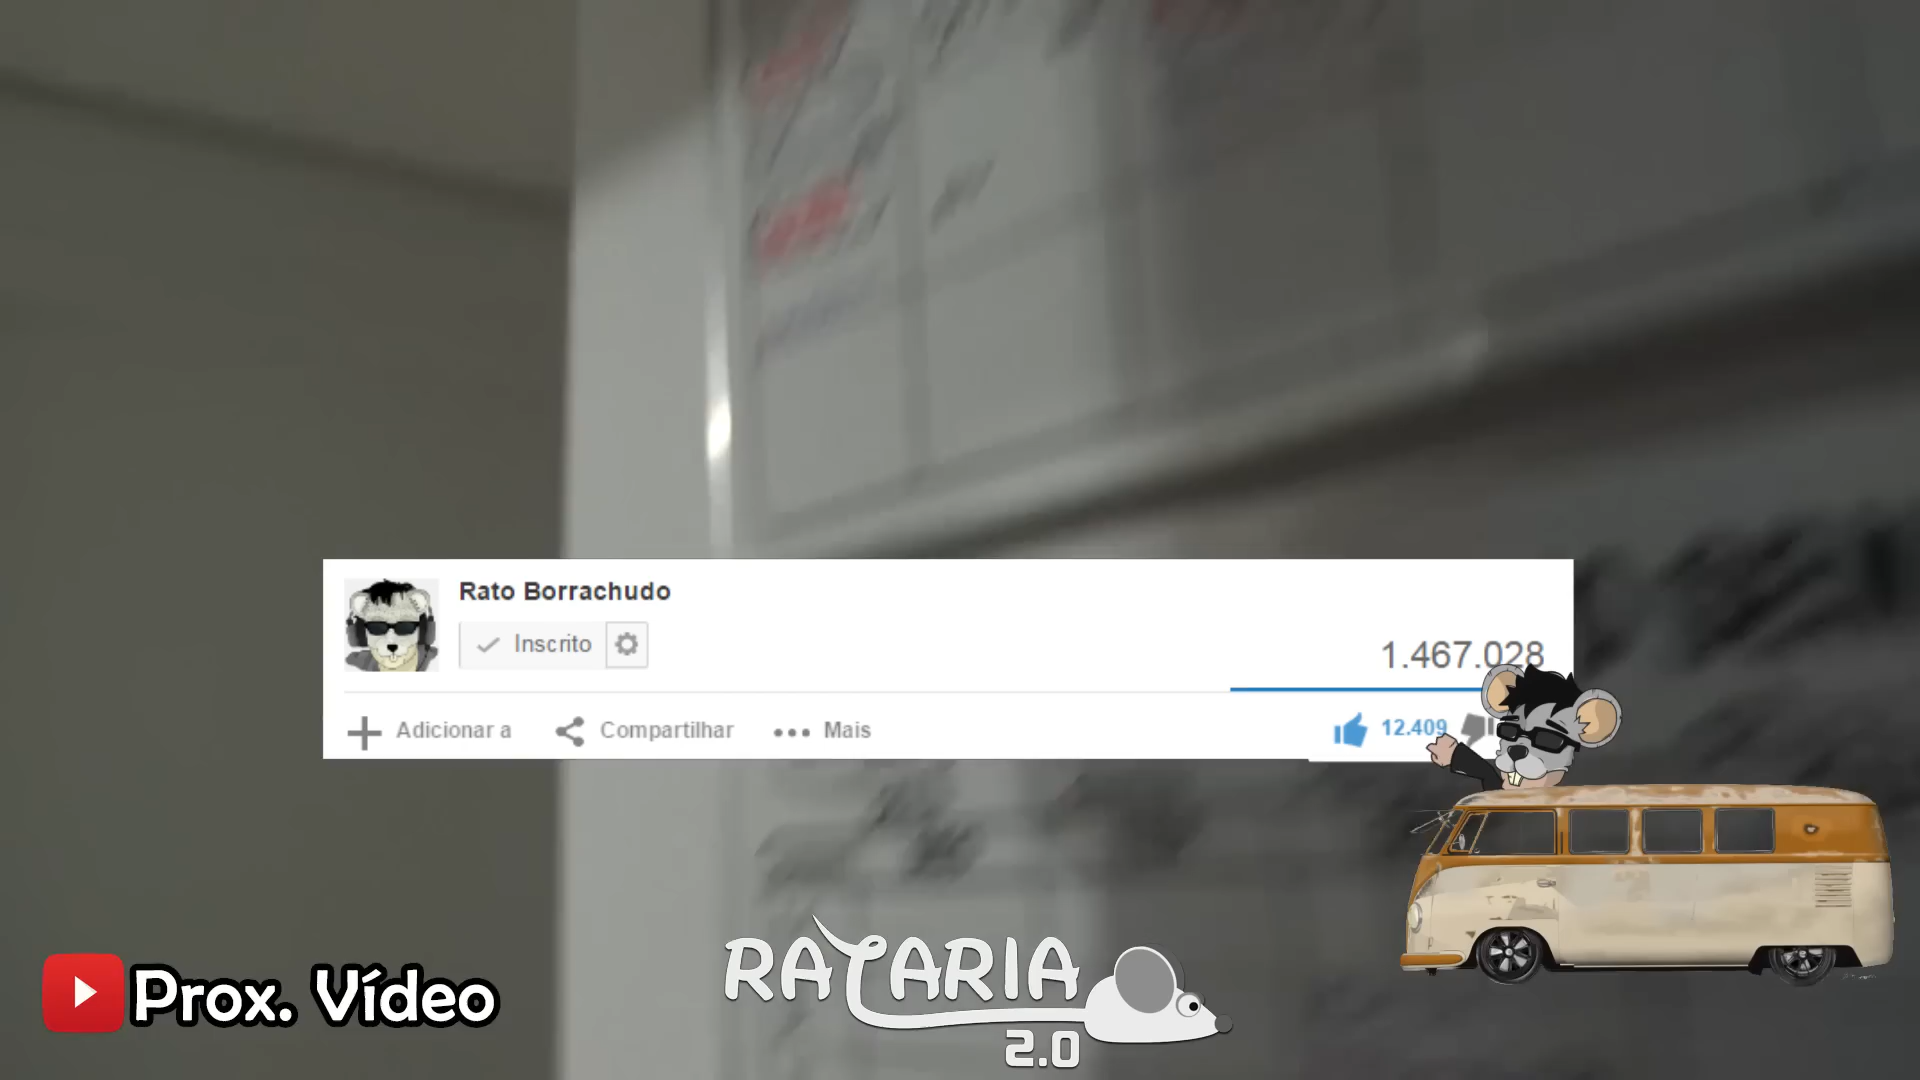 Rato Borrachudo
Inscrito
1.467.028
Adicionar a
Compartilhar
Mais
12.409
Prox. Vídeo
RATARIA
2.0